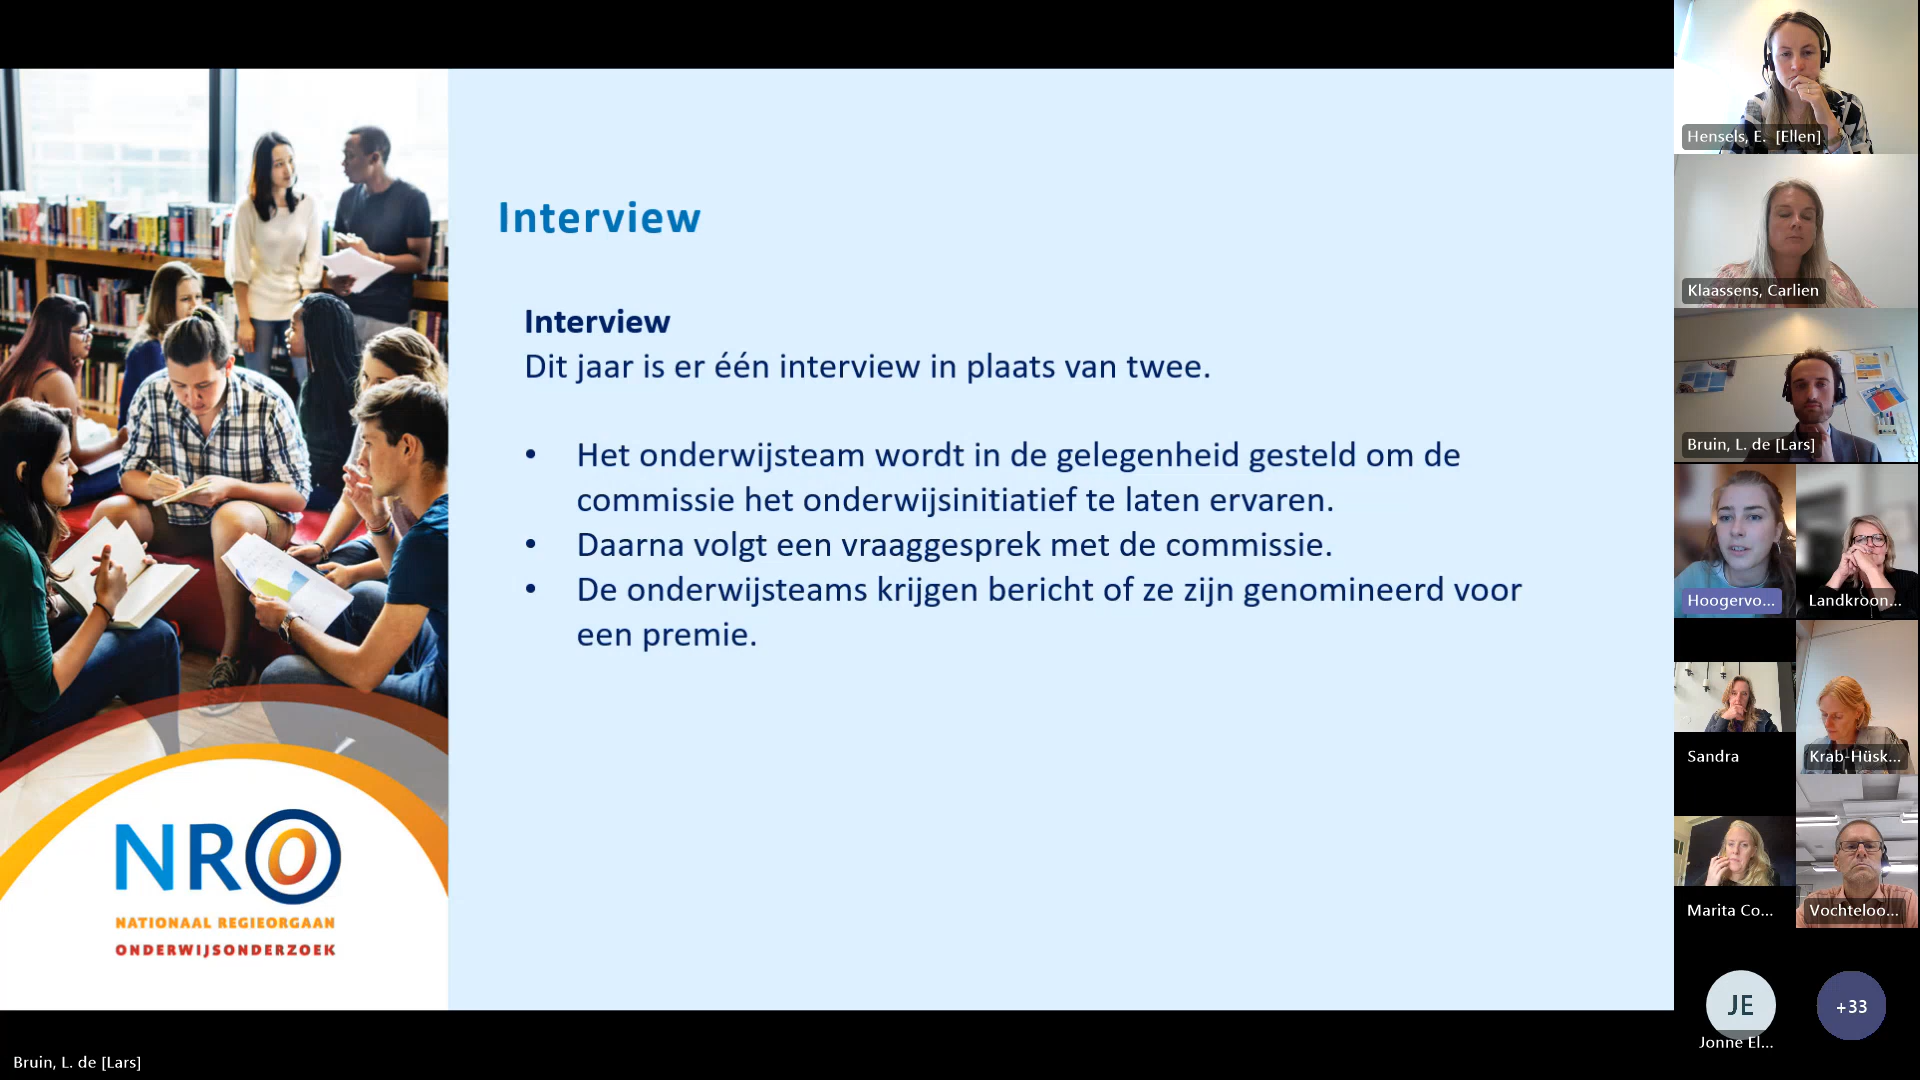 Interview
Interview
Dit jaar is er één interview in plaats van twee.
• Het onderwijsteam wordt in de gelegenheid gesteld om de
commissie het onderwijsinitiatief te laten ervaren.
• Daarna volgt een vraaggesprek met de commissie.
• De onderwijsteams krijgen bericht of ze zijn genomineerd voor
een premie.
NRO
NATIONAAL REGIEORGAAN
ONDERWIJSONDERZOEK
Bruin, L. de [Lars]
Hensels, E. [Ellen]
Klaassens, Carlien
Bruin, L. de [Lars]
Hoogervo...
Landkroon...
Sandra
Krab-Hüsk...
Marita Co...
Vochteloo...
JE
Jonne El...
+33